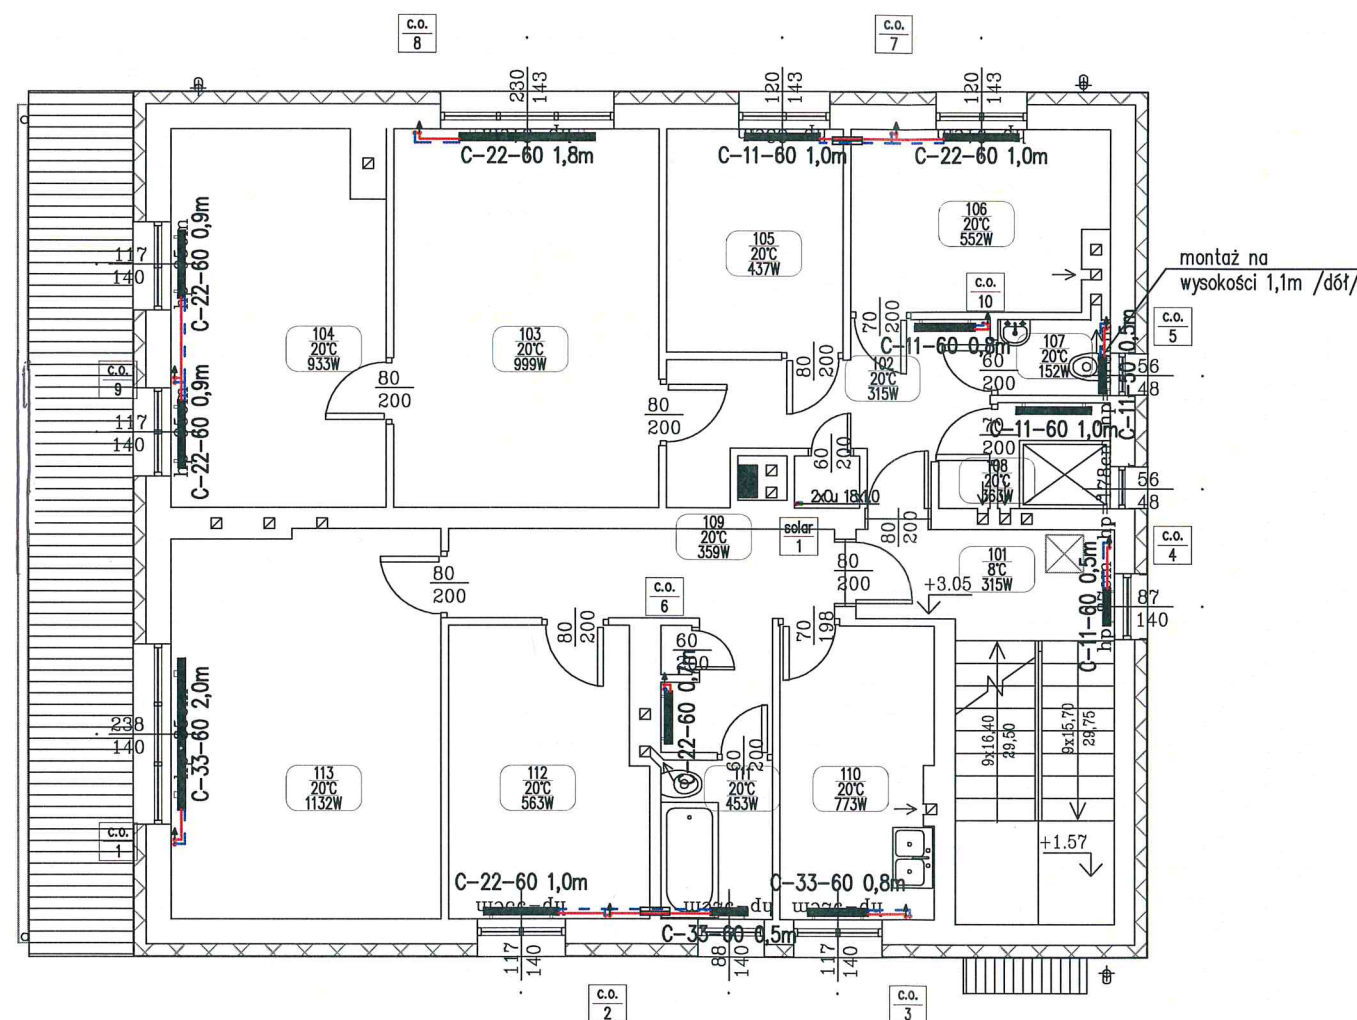 c.o.
8
c.o.
7
230
143
120
143
120
143
C-22-60 1,8m
C-11-60 1,0m
C-22-60 1,0m
117
140
C-22-60 0,9m
106
20°C
552W
105
20°C
437W
montaż na
wysokości 1,1m /dół/
c.o.
10
c.o.
5
104
20°C
933W
103
20°C
999W
70
200
C-11-60 0,8m
107
20°C
152W
C-11-50 0,5m
56
48
c.o.
9
80
200
80
200
102
20°C
315W
60
200
117
140
C-22-60 0,9m
80
200
C-11-60 1,0m
70
200
60
200
108
20°C
363W
56
48
2xCu 18x1.0
109
20°C
359W
solar
1
80
200
c.o.
4
80
200
80
200
101
8°C
315W
+3.05
C-11-60 0,5m
87
140
c.o.
6
80
200
60
200
70
198
C-33-60 2,0m
238
140
C-22-60 0,7m
9x16,40
29,50
9x15,70
29,75
60
200
113
20°C
1132W
112
20°C
563W
111
20°C
453W
110
20°C
773W
c.o.
1
+1.57
C-22-60 1,0m
C-33-60 0,8m
C-33-60 0,5m
117
140
88
140
117
140
c.o.
2
c.o.
3